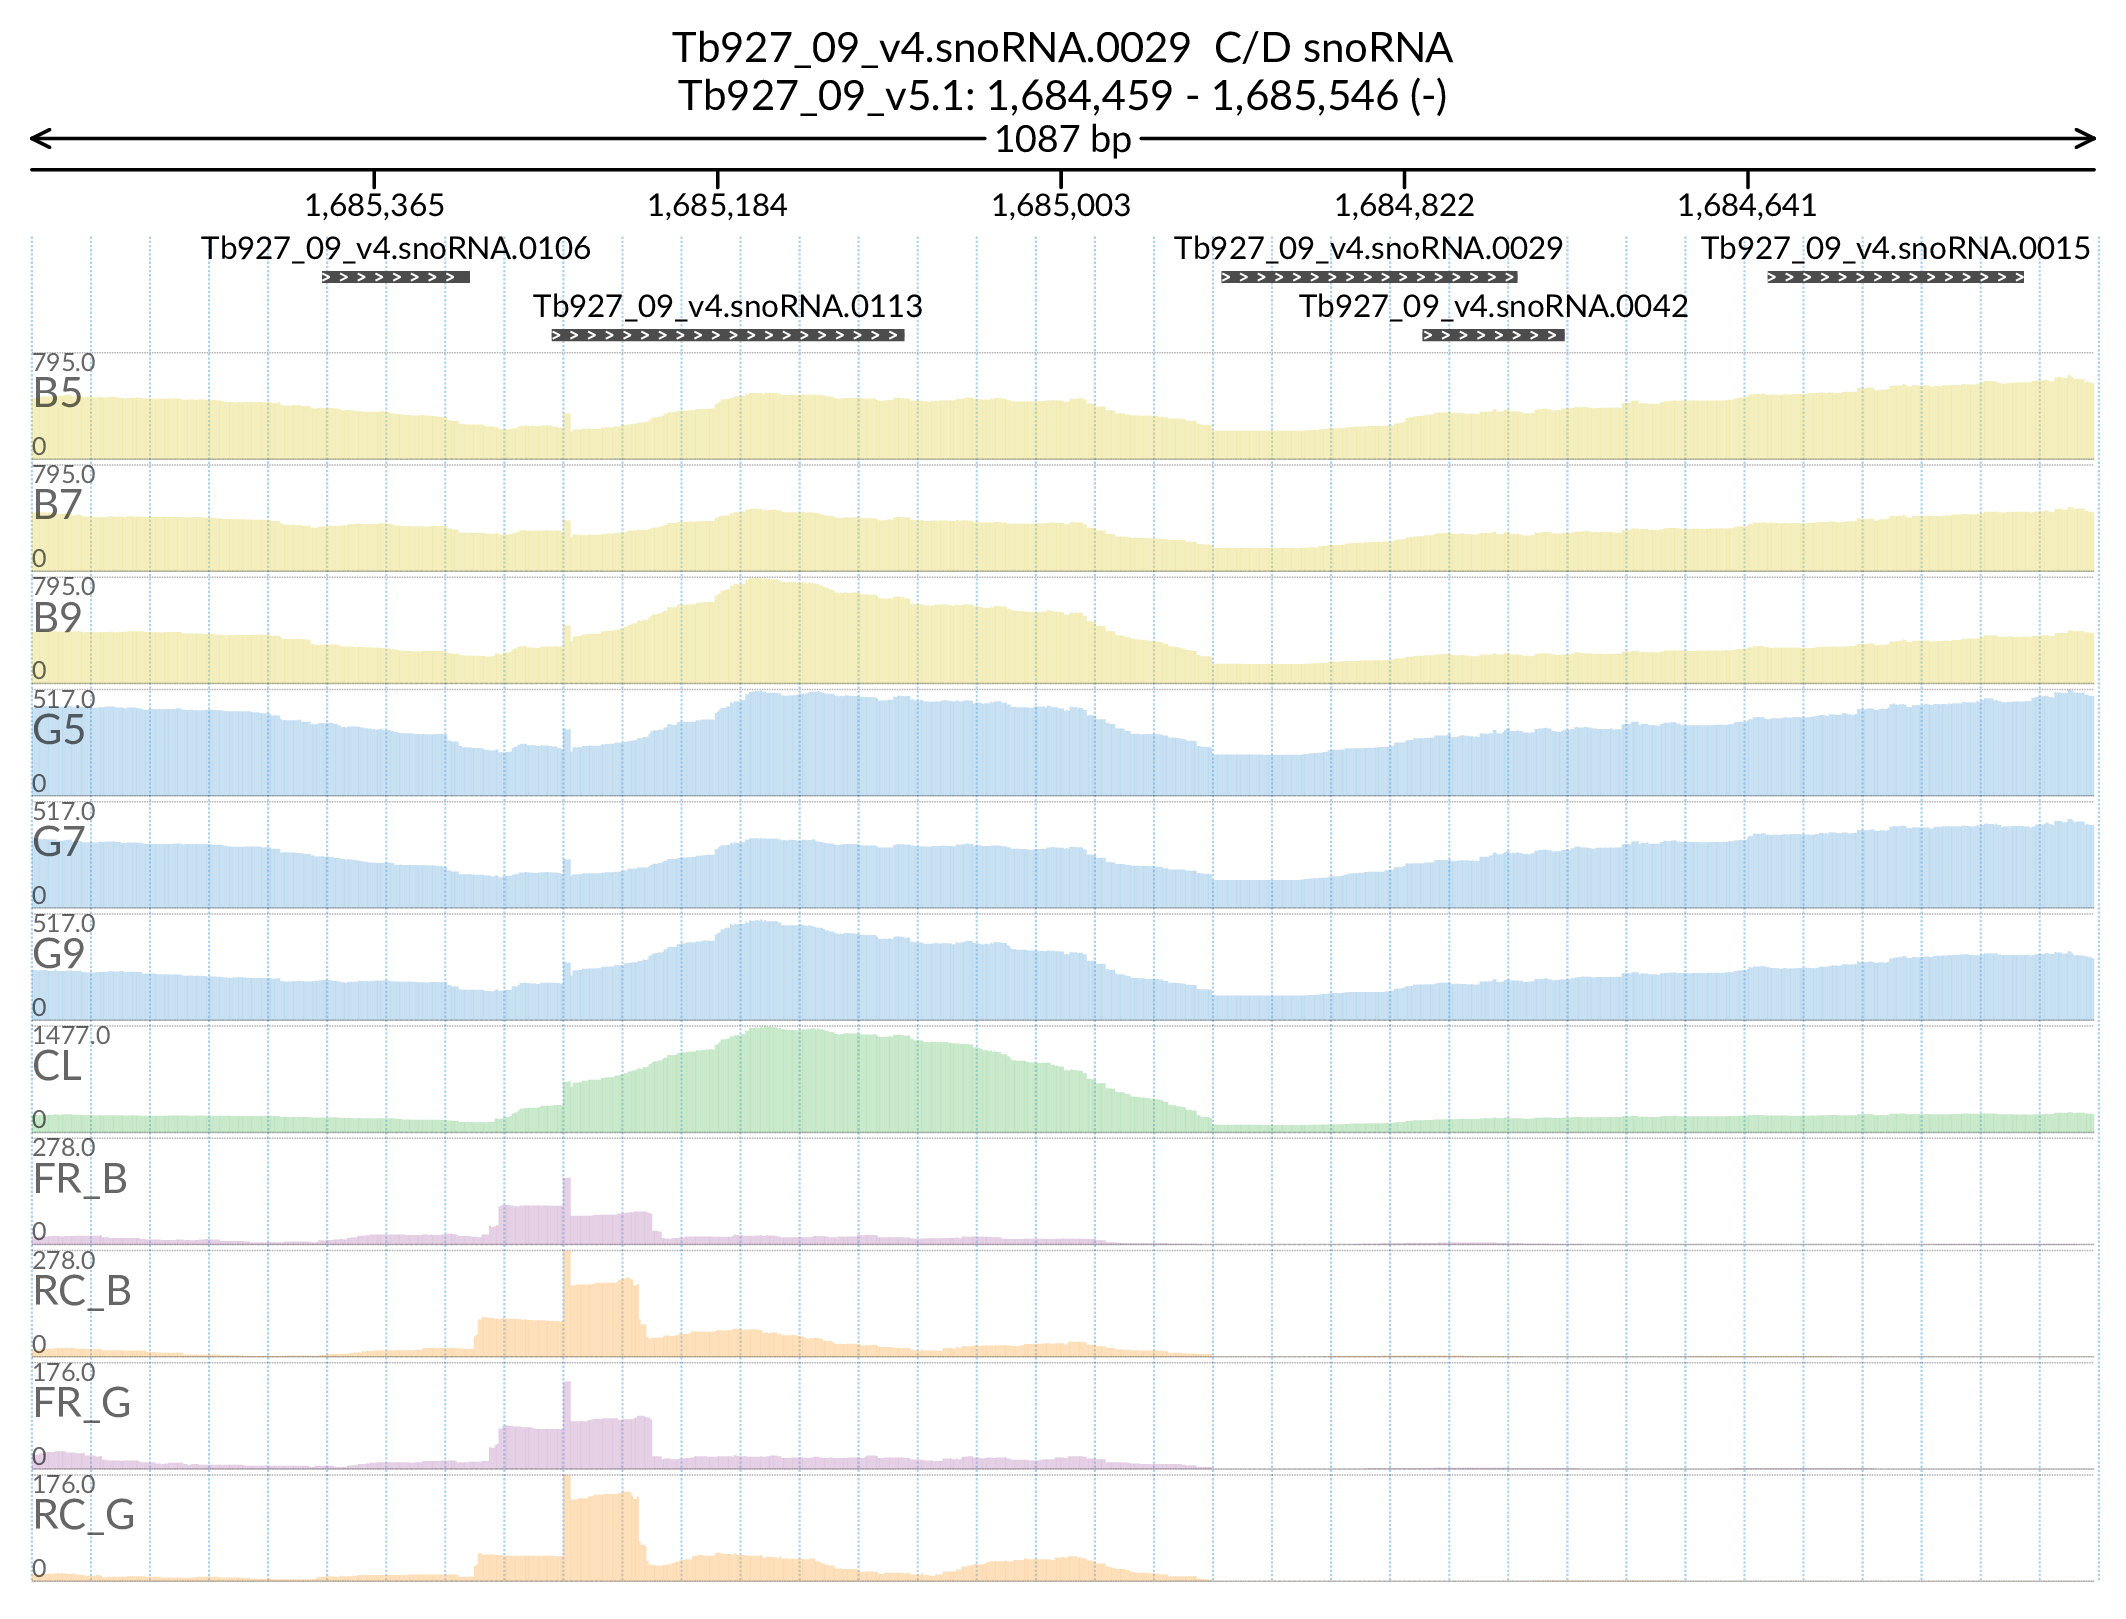 Tb927_09_v4.snoRNA.0029  C/D snoRNA
Tb927_09_v5.1: 1,684,459 - 1,685,546 (-)
1087 bp
1,685,365 1,685,184 1,685,003 1,684,822 1,684,641
Tb927_09_v4.snoRNA.0106 Tb927_09_v4.snoRNA.0029 Tb927_09_v4.snoRNA.0015
Tb927_09_v4.snoRNA.0113 Tb927_09_v4.snoRNA.0042
795.0
B5
0
795.0
B7
0
795.0
B9
0
517.0
G5
0
517.0
G7
0
517.0
G9
0
1477.0
CL
0
278.0
FR_B
0
278.0
RC_B
0
176.0
FR_G
0
176.0
RC_G
0